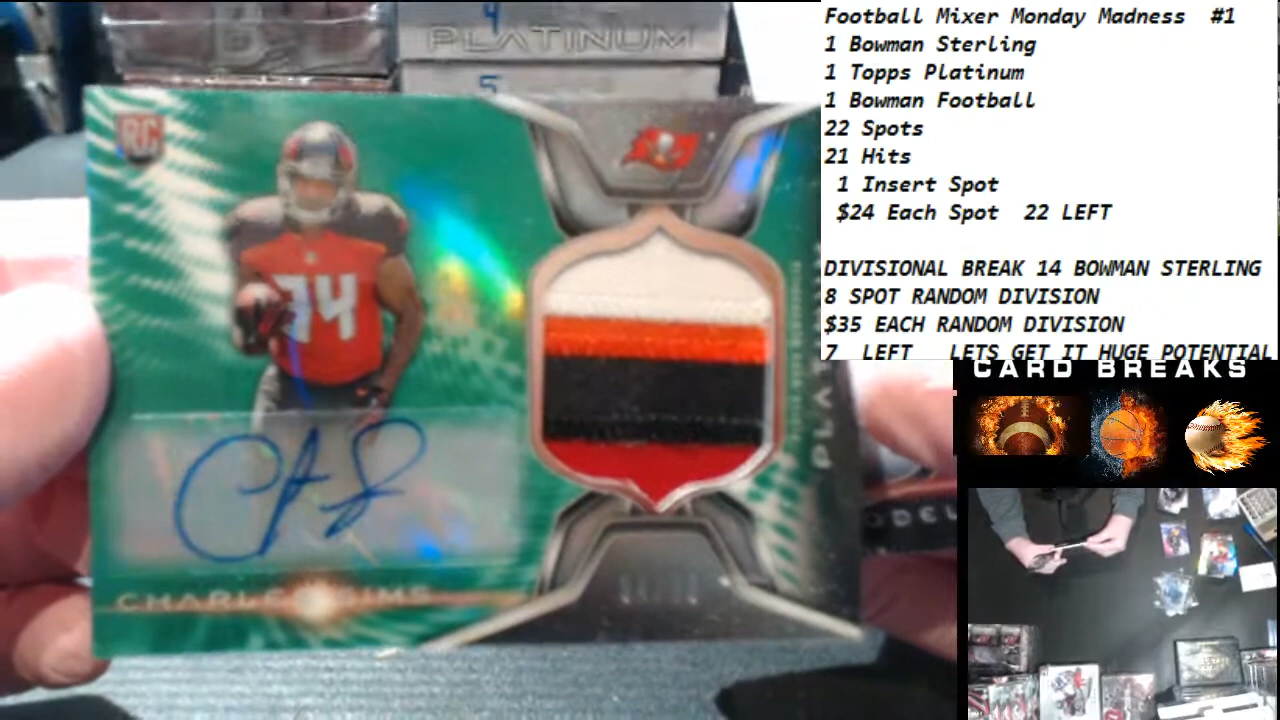 Football Mixer Monday Madness #1
1 Bowman Sterling
1 Topps Platinum
1 Bowman Football
22 Spots
21 Hits
1 Insert Spot
$24 Each Spot 22 LEFT
DIVISIONAL BREAK 14 BOWMAN STERLING
8 SPOT RANDOM DIVISION
$35 EACH RANDOM DIVISION
7 LEFT LETS GET IT HUGE POTENTIAL
CARD BREAKS
4
PLATINUM
5
RC
34
CHARLES SIMS